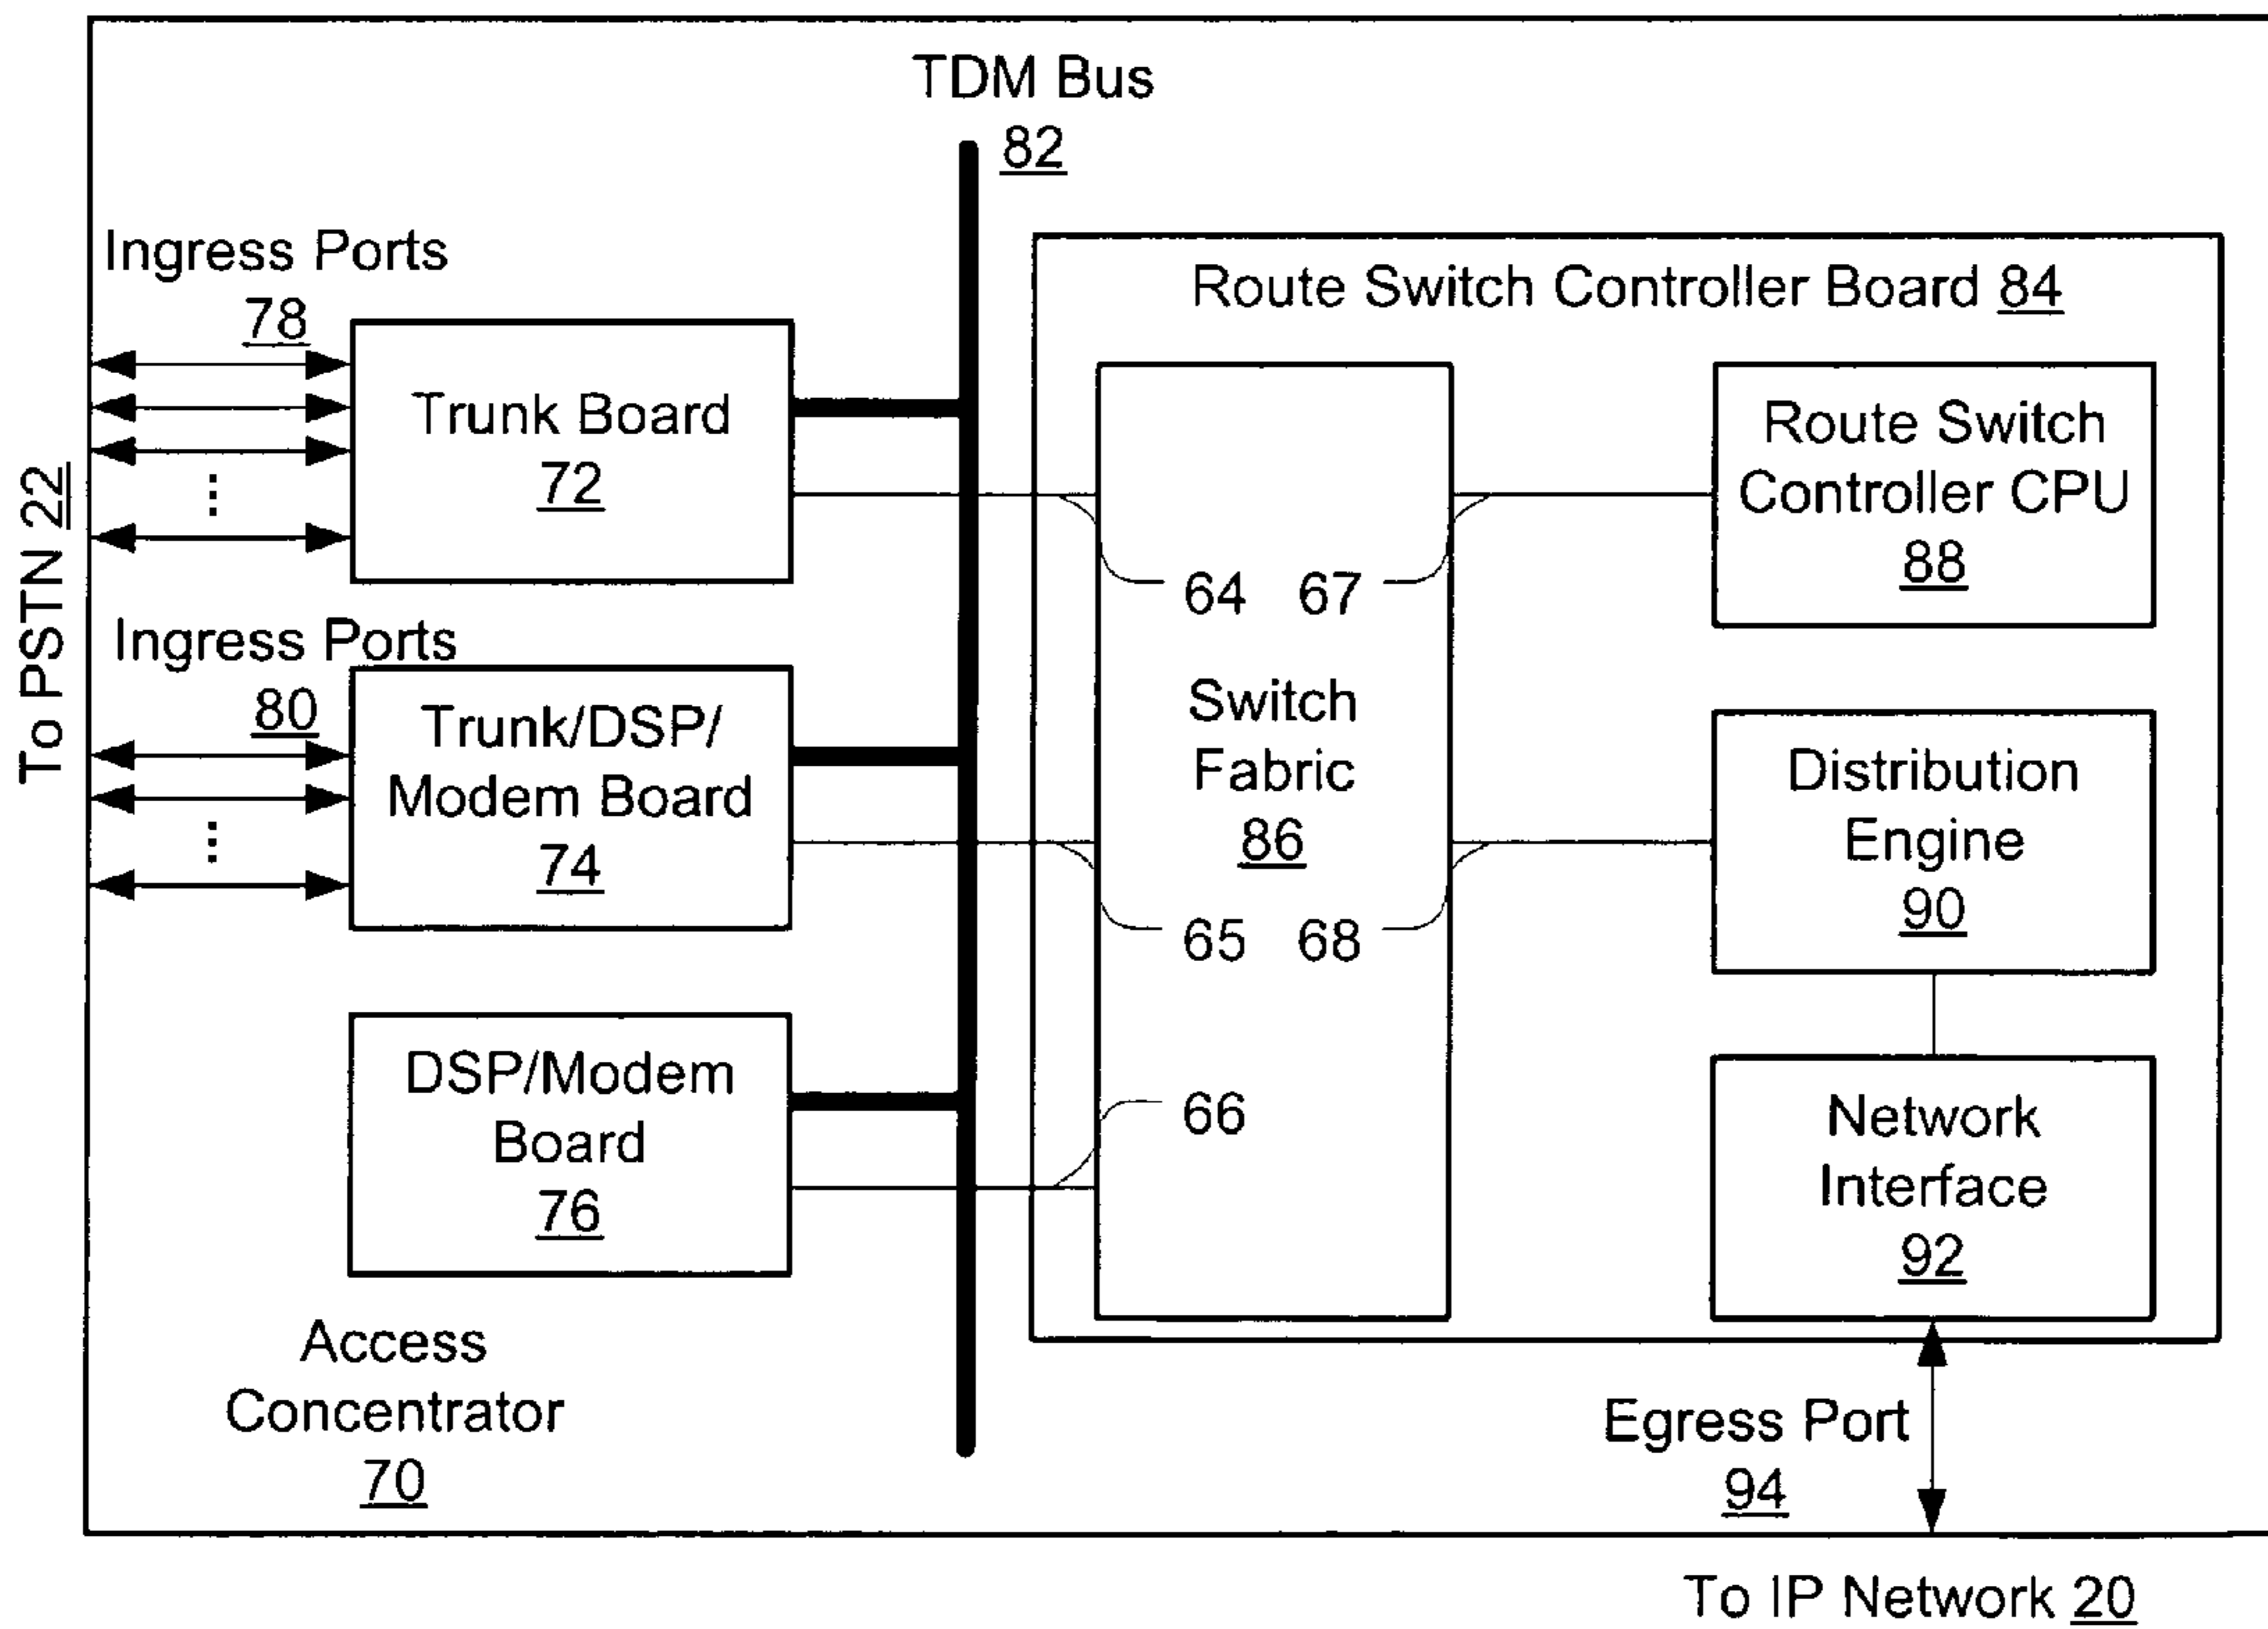 TDM Bus
82
Ingress Ports
78
Trunk Board
72
To PSTN 22
Ingress Ports
80
Trunk/DSP/
Modem Board
74
DSP/Modem
Board
76
Access
Concentrator
70
Route Switch Controller Board 84
64
67
Switch
Fabric
86
65
68
66
Route Switch
Controller CPU
88
Distribution
Engine
90
Network
Interface
92
Egress Port
94
To IP Network 20